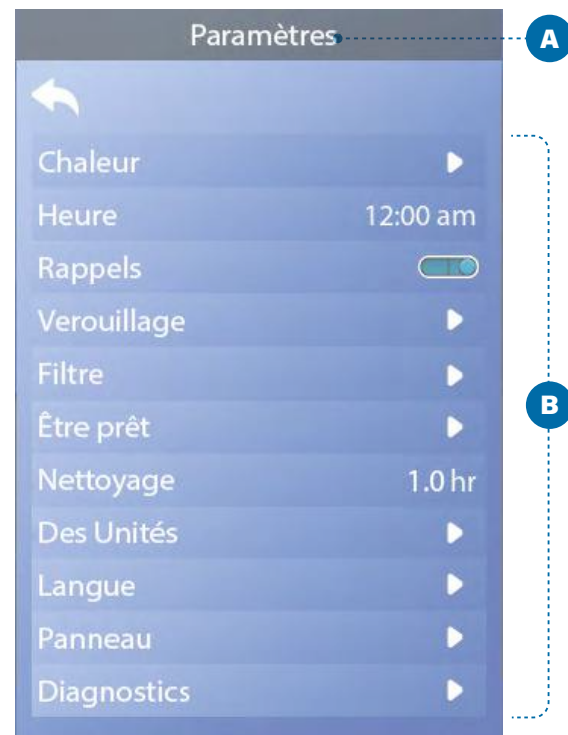 Paramètres
A
Chaleur
Heure 12:00 am
Rappels
Verouillage
Filtre
B
Être prêt
Nettoyage 1.0 hr
Des Unités
Langue
Panneau
Diagnostics